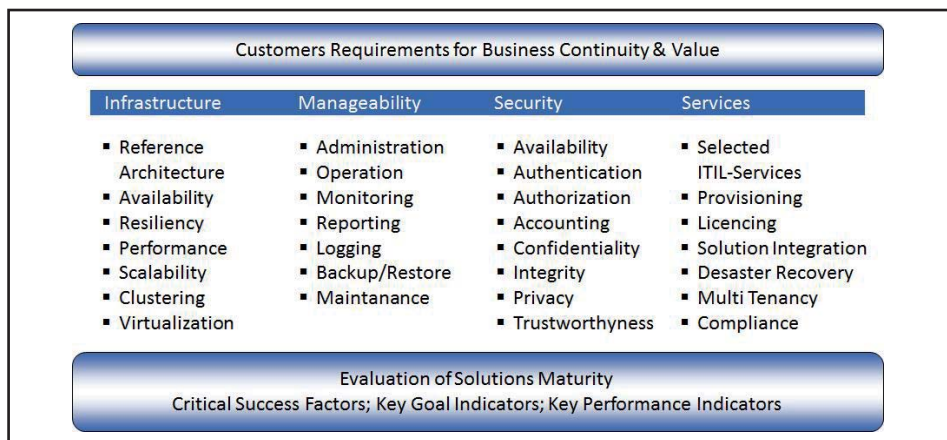 Customers Requirements for Business Continuity & Value
Infrastructure
Manageability
Security
Services
▪ Reference
Architecture
▪ Availability
▪ Resiliency
▪ Performance
▪ Scalability
▪ Clustering
▪ Virtualization
▪ Administration
▪ Operation
▪ Monitoring
▪ Reporting
▪ Logging
▪ Backup/Restore
▪ Maintanance
▪ Availability
▪ Authentication
▪ Authorization
▪ Accounting
▪ Confidentiality
▪ Integrity
▪ Privacy
▪ Trustworthyness
▪ Selected
ITIL-Services
▪ Provisioning
▪ Licencing
▪ Solution Integration
▪ Desaster Recovery
▪ Multi Tenancy
▪ Compliance
Evaluation of Solutions Maturity
Critical Success Factors; Key Goal Indicators; Key Performance Indicators